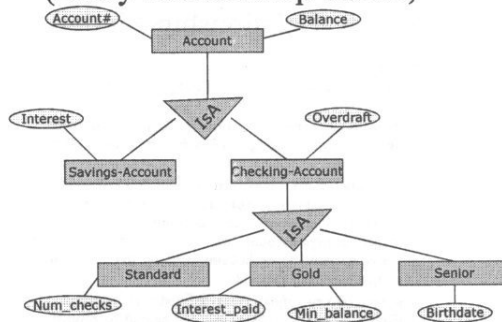 Account#
Balance
Account
IsA
Interest
Overdraft
Savings-Account
Checking-Account
IsA
Standard
Gold
Senior
Num_checks
Interest_paid
Min_balance
Birthdate